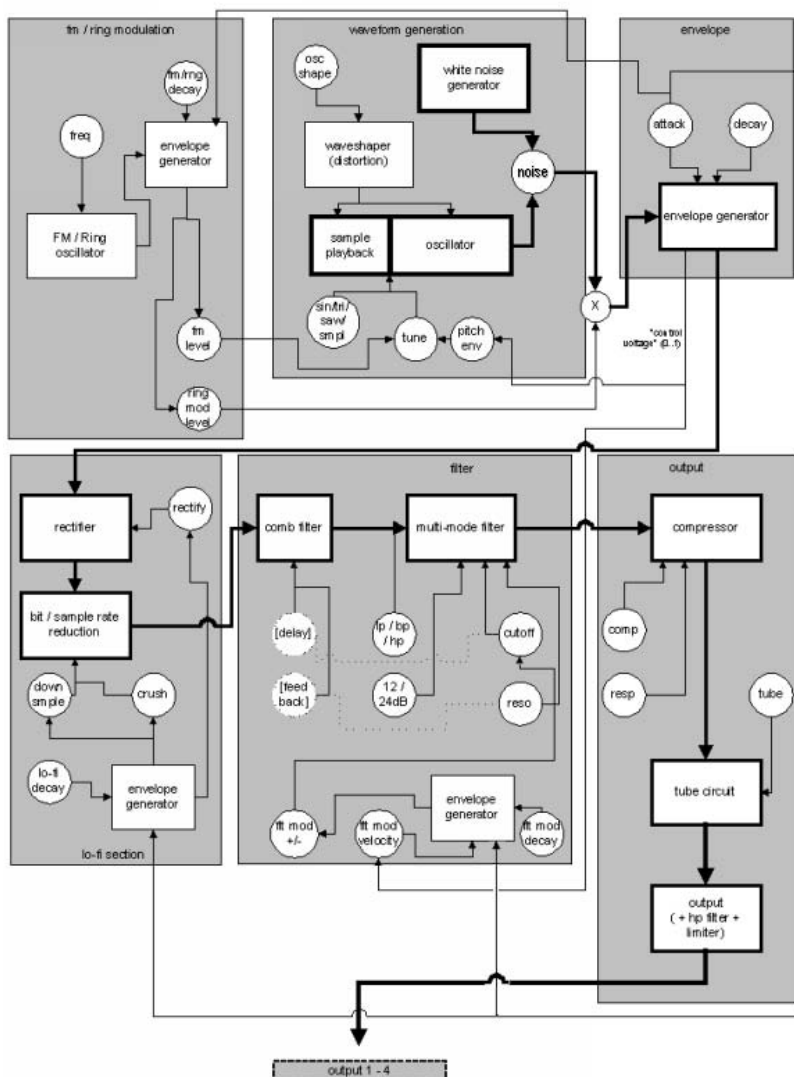 fm / ring modulation
fm/rng
decay
freq
envelope
generator
FM / Ring
oscillator
fm
level
ring
mod
level
waveform generation
osc
shape
white noise
generator
waveshaper
(distortion)
noise
sample
playback
oscillator
sin/tri/
saw/
smpl
tune
pitch
env
X
envelope
attack
decay
envelope generator
"control
voltage" (0..1)
rectifier
rectify
bit / sample rate
reduction
down
smple
crush
lo-fi
decay
envelope
generator
lo-fi section
filter
comb filter
multi-mode filter
[delay]
lp / bp
/ hp
cutoff
[feed
back]
12 /
24dB
reso
envelope
generator
flt mod
+/-
flt mod
velocity
flt mod
decay
output
compressor
comp
resp
tube
tube circuit
output
( + hp filter +
limiter)
output 1 - 4